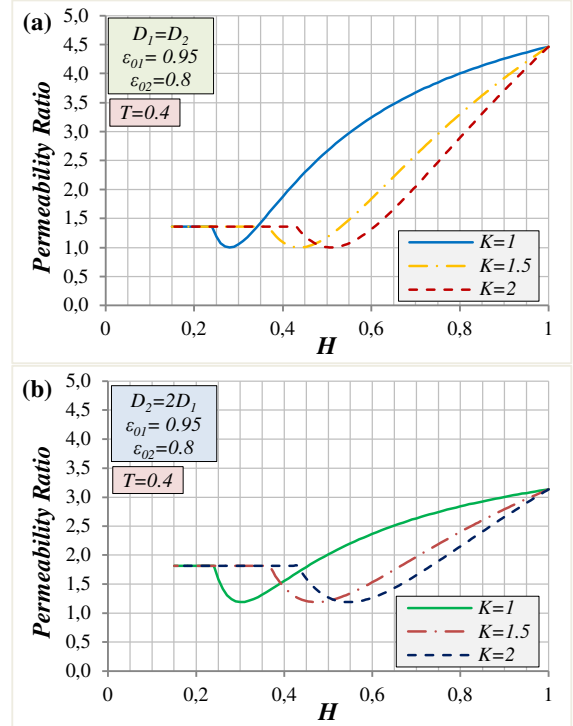 (a)
D₁=D₂
ε₀₁= 0.95
ε₀₂=0.8
T=0.4
Permeability Ratio
5,0
4,5
4,0
3,5
3,0
2,5
2,0
1,5
1,0
0,5
0,0
K=1
K=1.5
K=2
0
0,2
0,4
0,6
0,8
1
H
(b)
D₂=2D₁
ε₀₁= 0.95
ε₀₂=0.8
T=0.4
Permeability Ratio
5,0
4,5
4,0
3,5
3,0
2,5
2,0
1,5
1,0
0,5
0,0
K=1
K=1.5
K=2
0
0,2
0,4
0,6
0,8
1
H